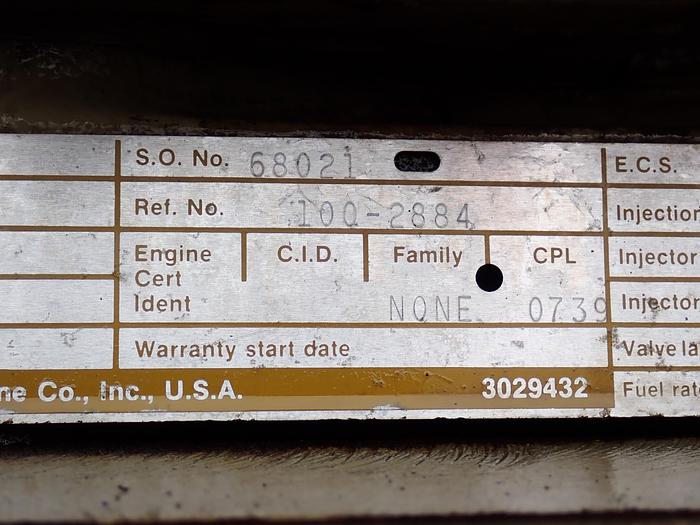 S.O. No. 68021
E.C.S.
Ref. No. 100-2884
Injection
Engine Cert Ident
C.I.D.
Family
CPL
Injector
NONE 0739
Injector
Warranty start date
Valve la
ne Co., Inc., U.S.A. 3029432
Fuel rat